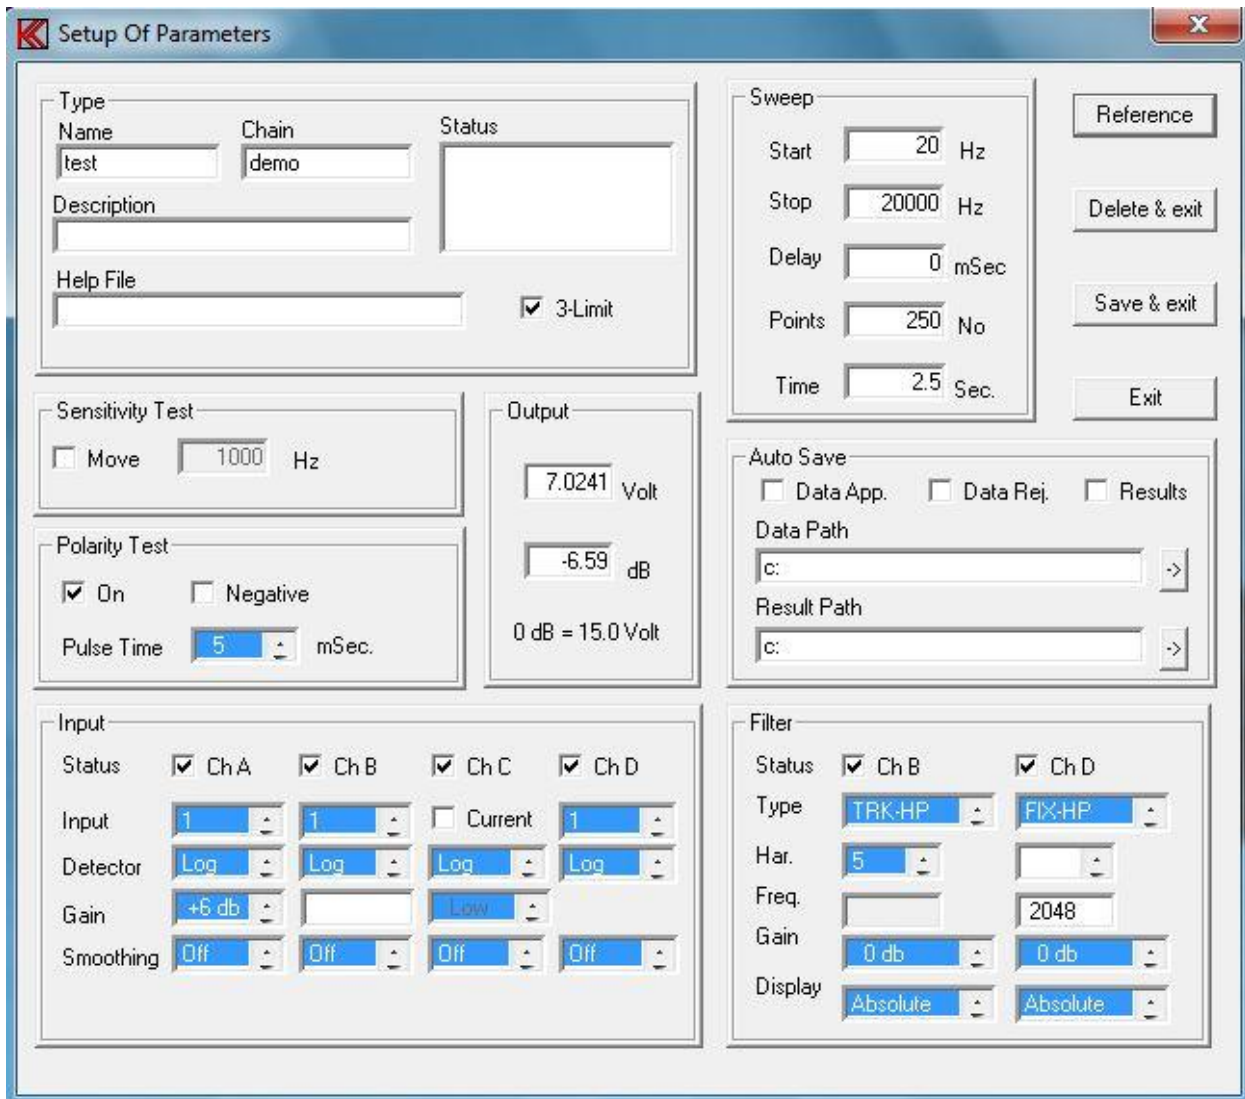 Setup Of Parameters
Type
Name Chain Status
test demo
Description
Help File
3-Limit
Sweep
Start 20 Hz
Stop 20000 Hz
Delay 0 mSec
Points 250 No
Time 2.5 Sec.
Reference
Delete & exit
Save & exit
Exit
Sensitivity Test
Move 1000 Hz
Polarity Test
On Negative
Pulse Time 5 mSec.
Output
7.0241 Volt
-6.59 dB
0 dB = 15.0 Volt
Auto Save
Data App. Data Rej. Results
Data Path
c: ->
Result Path
c: ->
Input
Status Ch A Ch B Ch C Ch D
Input 1 1 Current 1
Detector Log Log Log Log
Gain +6 db Low
Smoothing Off Off Off Off
Filter
Status Ch B Ch D
Type TRK-HP FIX-HP
Har. 5
Freq. 2048
Gain 0 db 0 db
Display Absolute Absolute